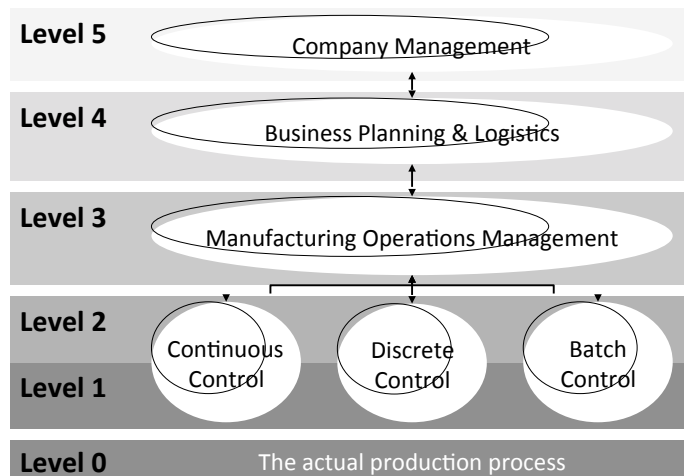 Level 5
Company Management
Level 4
Business Planning & Logistics
Level 3
Manufacturing Operations Management
Level 2
Continuous
Control
Discrete
Control
Batch
Control
Level 1
Level 0
The actual production process